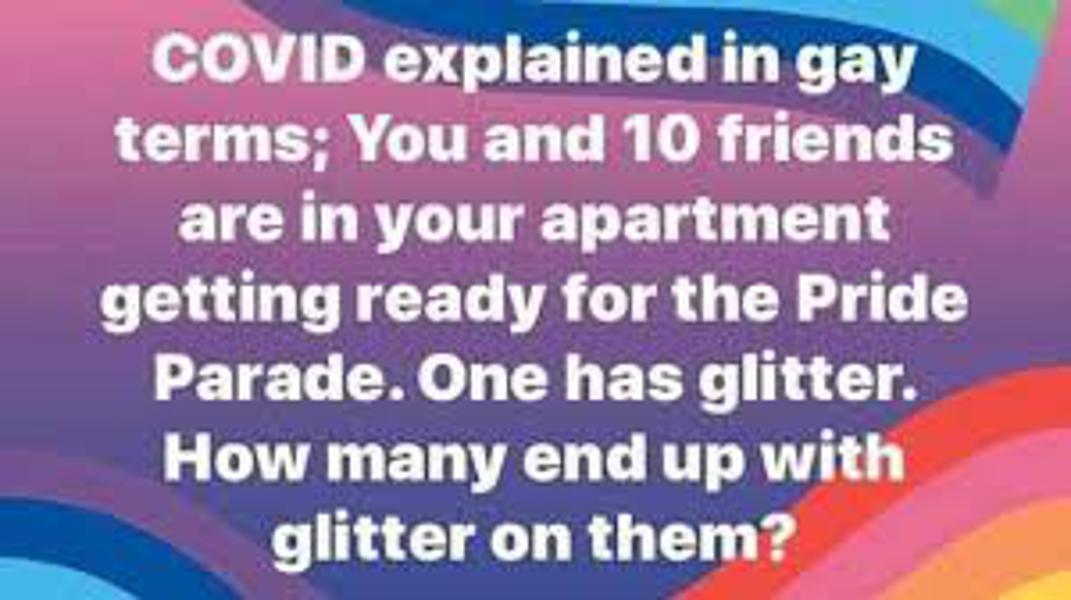 COVID explained in gay
terms; You and 10 friends
are in your apartment
getting ready for the Pride
Parade. One has glitter.
How many end up with
glitter on them?